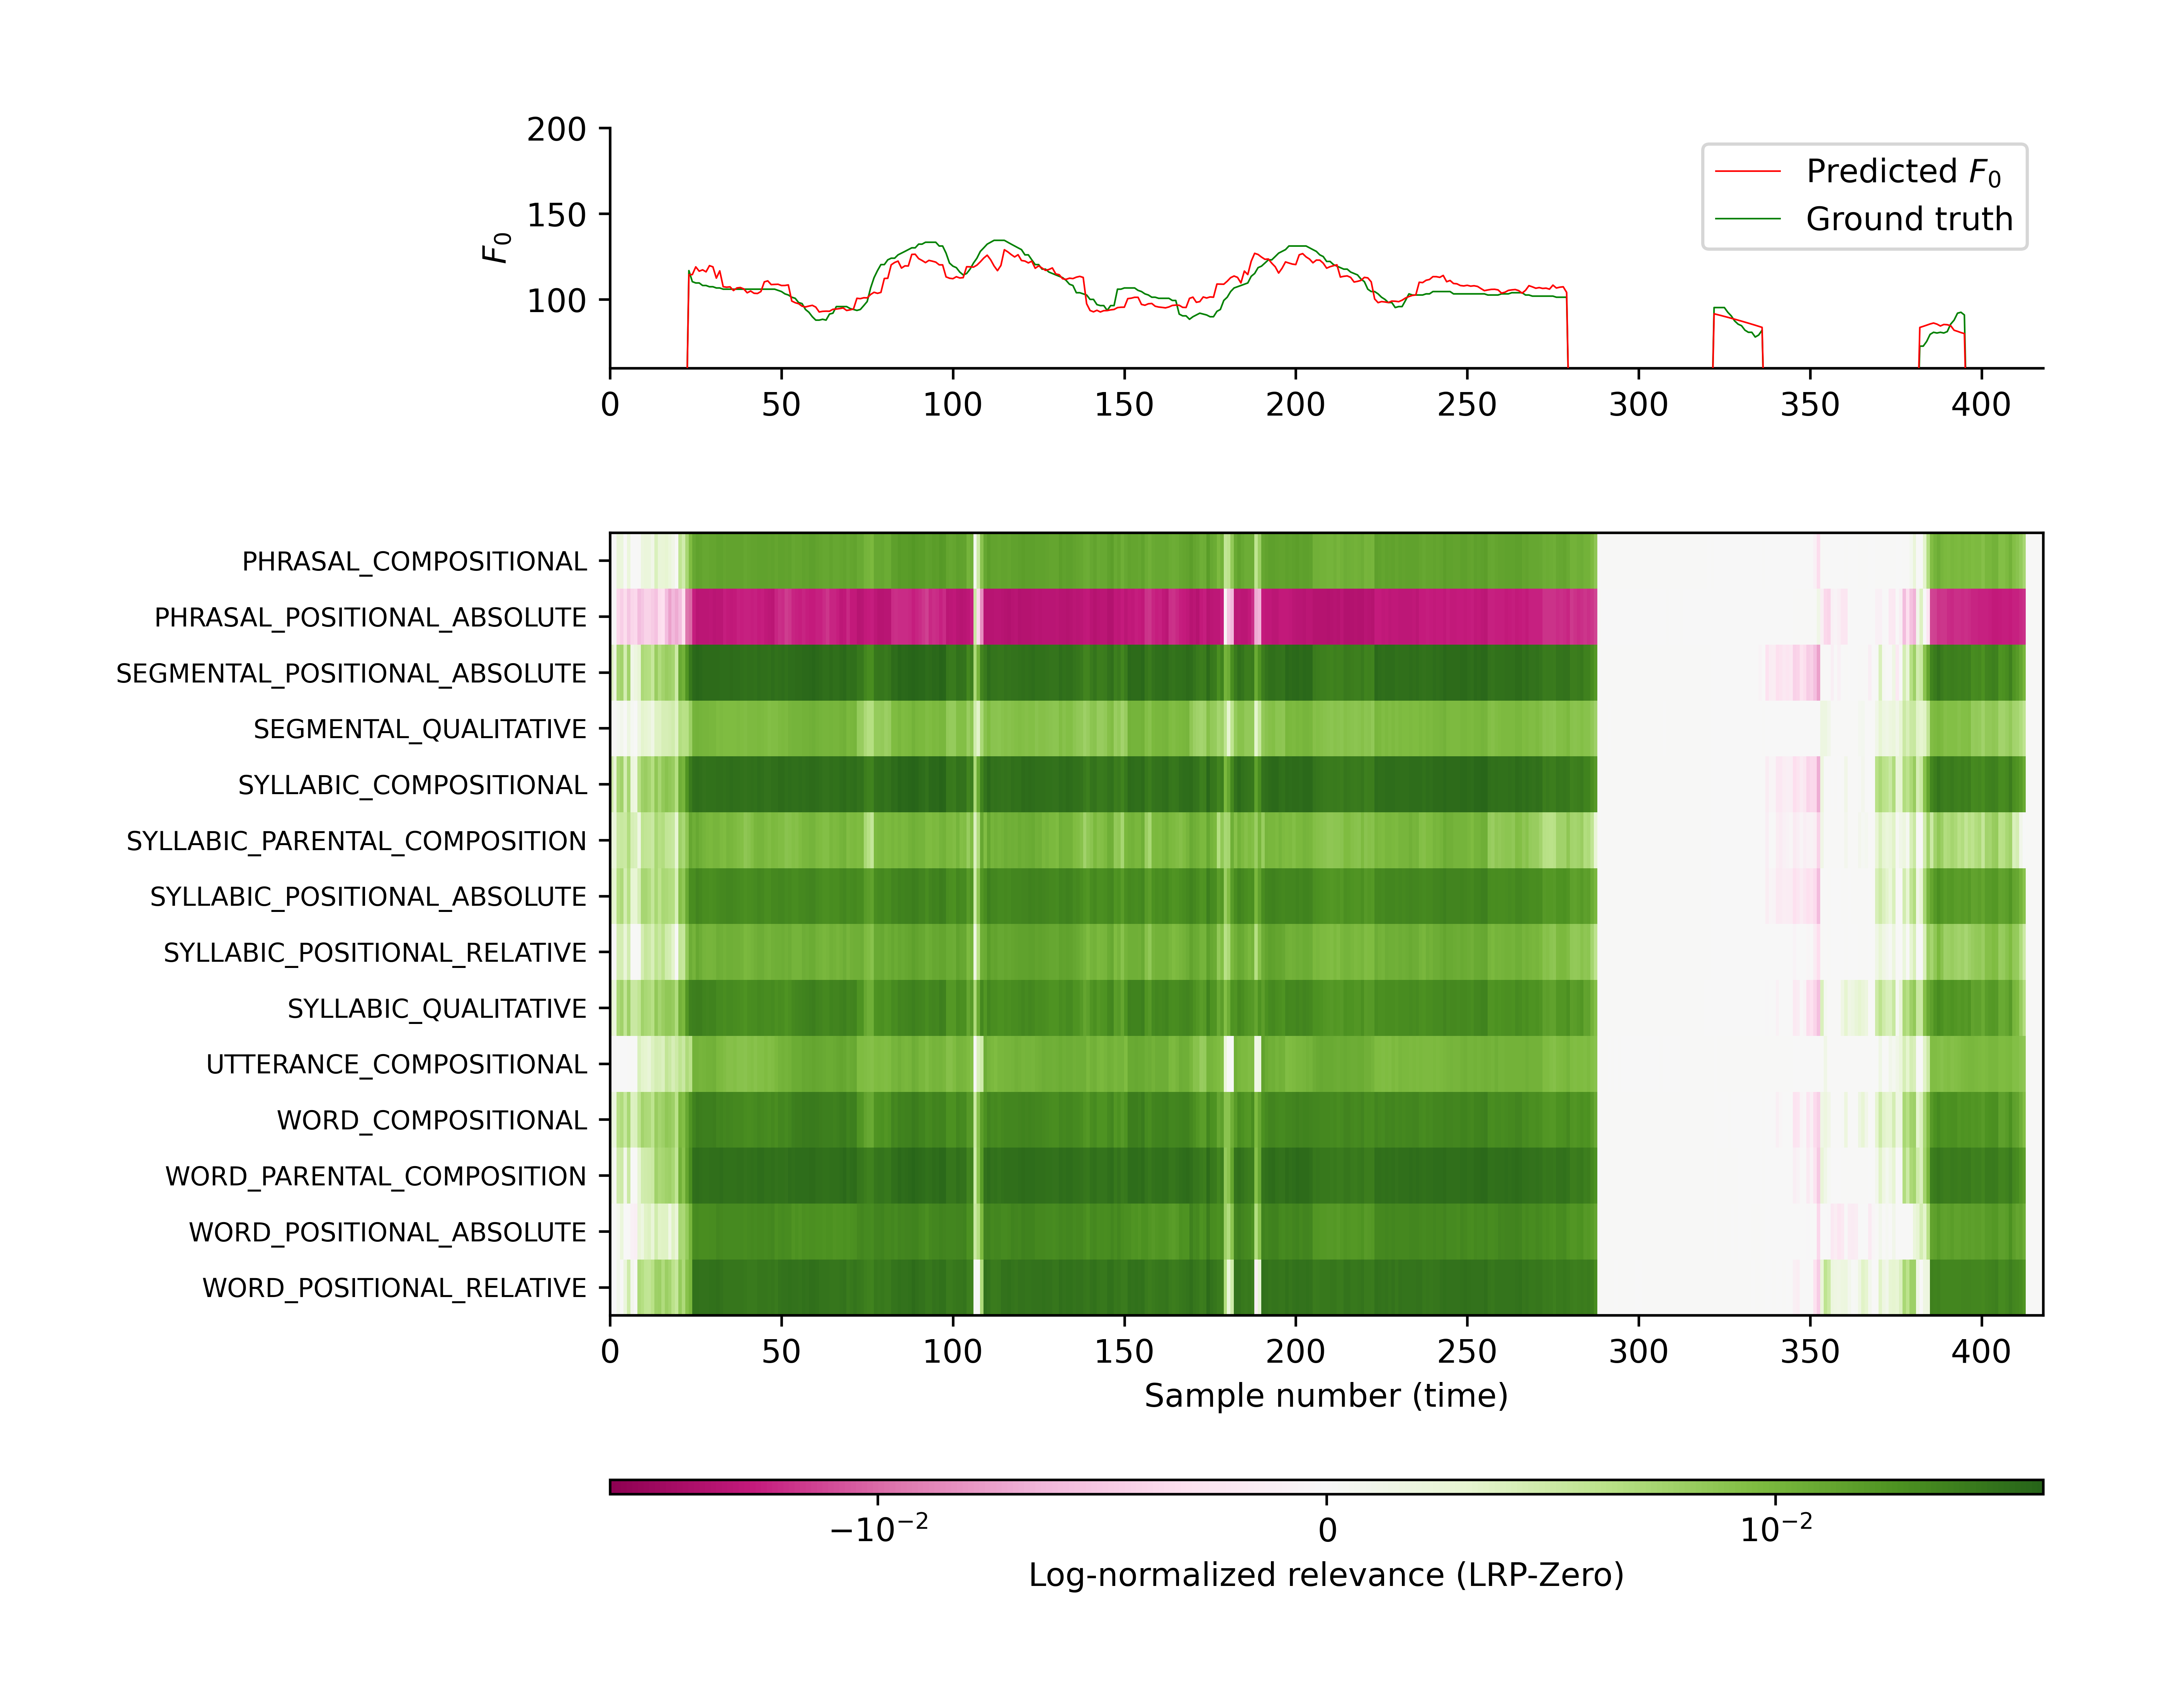 200
150
100
F₀
Predicted F₀
Ground truth
0 50 100 150 200 250 300 350 400
PHRASAL_COMPOSITIONAL
PHRASAL_POSITIONAL_ABSOLUTE
SEGMENTAL_POSITIONAL_ABSOLUTE
SEGMENTAL_QUALITATIVE
SYLLABIC_COMPOSITIONAL
SYLLABIC_PARENTAL_COMPOSITION
SYLLABIC_POSITIONAL_ABSOLUTE
SYLLABIC_POSITIONAL_RELATIVE
SYLLABIC_QUALITATIVE
UTTERANCE_COMPOSITIONAL
WORD_COMPOSITIONAL
WORD_PARENTAL_COMPOSITION
WORD_POSITIONAL_ABSOLUTE
WORD_POSITIONAL_RELATIVE
0 50 100 150 200 250 300 350 400
Sample number (time)
−10⁻² 0 10⁻²
Log-normalized relevance (LRP-Zero)